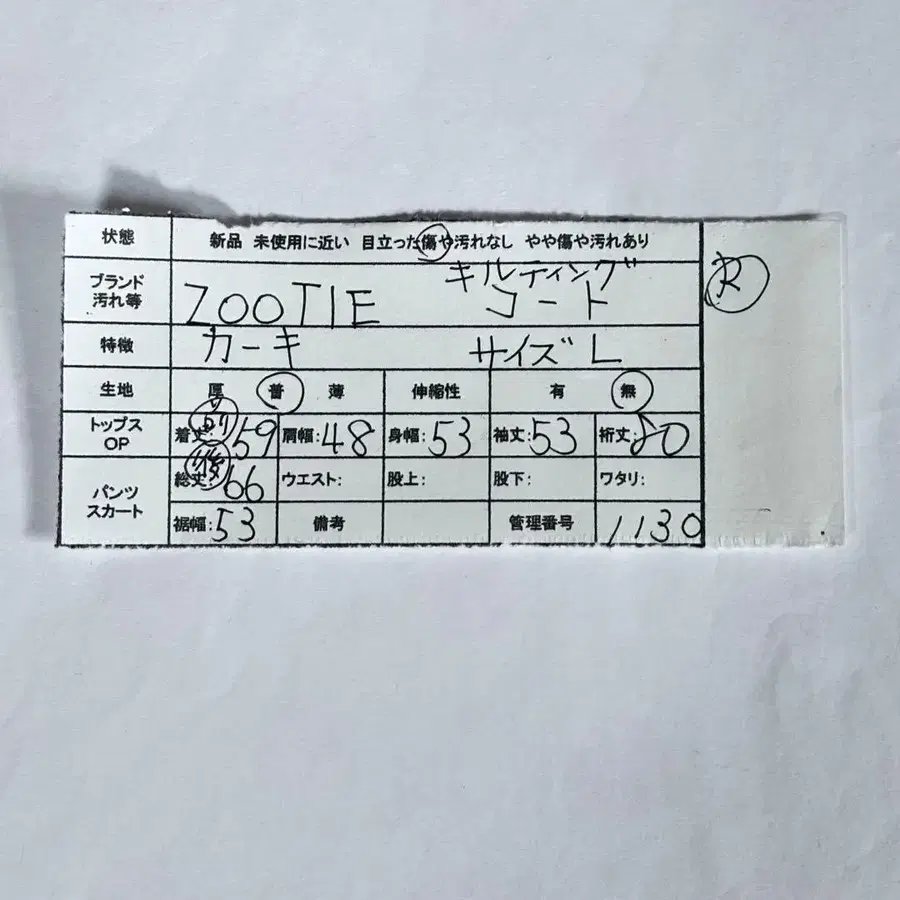 状態 新品 未使用に近い 目立った傷や汚れなし やや傷や汚れあり
ブランド 汚れ等 ZOOTIE キルティング コート
R
特徴 カーキ サイズ L
生地 厚 普 薄 伸縮性 有 無
トップス OP 着丈: 前 59 肩幅: 48 身幅: 53 袖丈: 53 裄丈: 80
パンツ スカート 総丈: 後 66 ウエスト: 股上: 股下: ワタリ:
裾幅: 53 備考 管理番号 1130